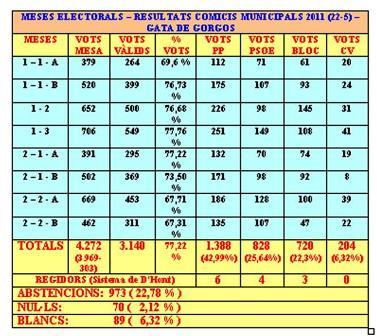 MESES ELECTORALS – RESULTATS COMICIS MUNICIPALS 2011 (22-5) –
GATA DE GORGOS
MESES VOTS MESA VOTS VÀLIDS % VOTS VOTS PP VOTS PSOE VOTS BLOC VOTS CV
1 – 1 - A 379 264 69,6 % 112 71 61 20
1 – 1 - B 520 399 76,73 % 175 107 93 24
1 - 2 652 500 76,68 % 226 98 145 31
1 - 3 706 549 77,76 % 251 149 108 41
2 – 1 - A 391 295 77,22 % 132 70 74 19
2 – 1 - B 502 369 73,50 % 171 98 92 8
2 – 2 - A 669 453 67,71 % 186 128 100 39
2 – 2 - B 462 311 67,31 % 135 107 47 22
TOTALS 4.272 (3969-303) 3.140 77,22 % 1.388 (42,99%) 828 (25,64%) 720 (22,3%) 204 (6,32%)
REGIDORS (Sistema de D'Hont) 6 4 3 0
ABSTENCIONS: 973 ( 22,78 % )
NUL·LS: 70 ( 2,12 % )
BLANCS: 89 ( 6,32 % )